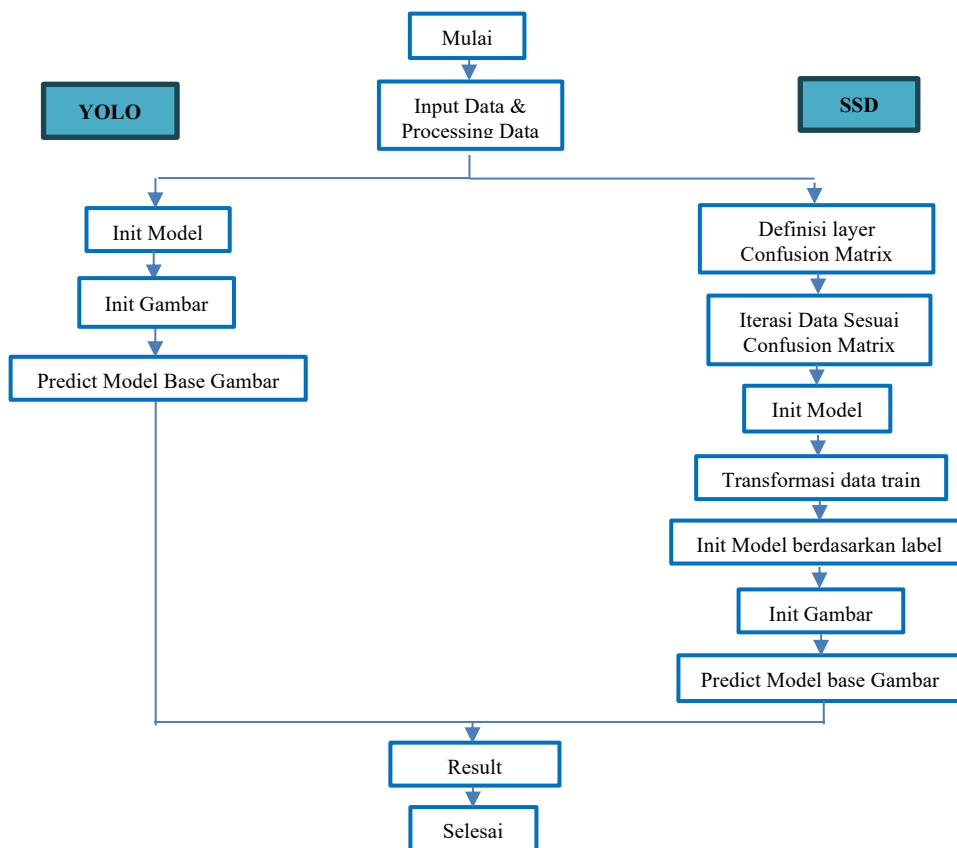 Mulai
YOLO
Input Data &
Processing Data
SSD
Init Model
Init Gambar
Predict Model Base Gambar
Definisi layer
Confusion Matrix
Iterasi Data Sesuai
Confusion Matrix
Init Model
Transformasi data train
Init Model berdasarkan label
Init Gambar
Predict Model base Gambar
Result
Selesai